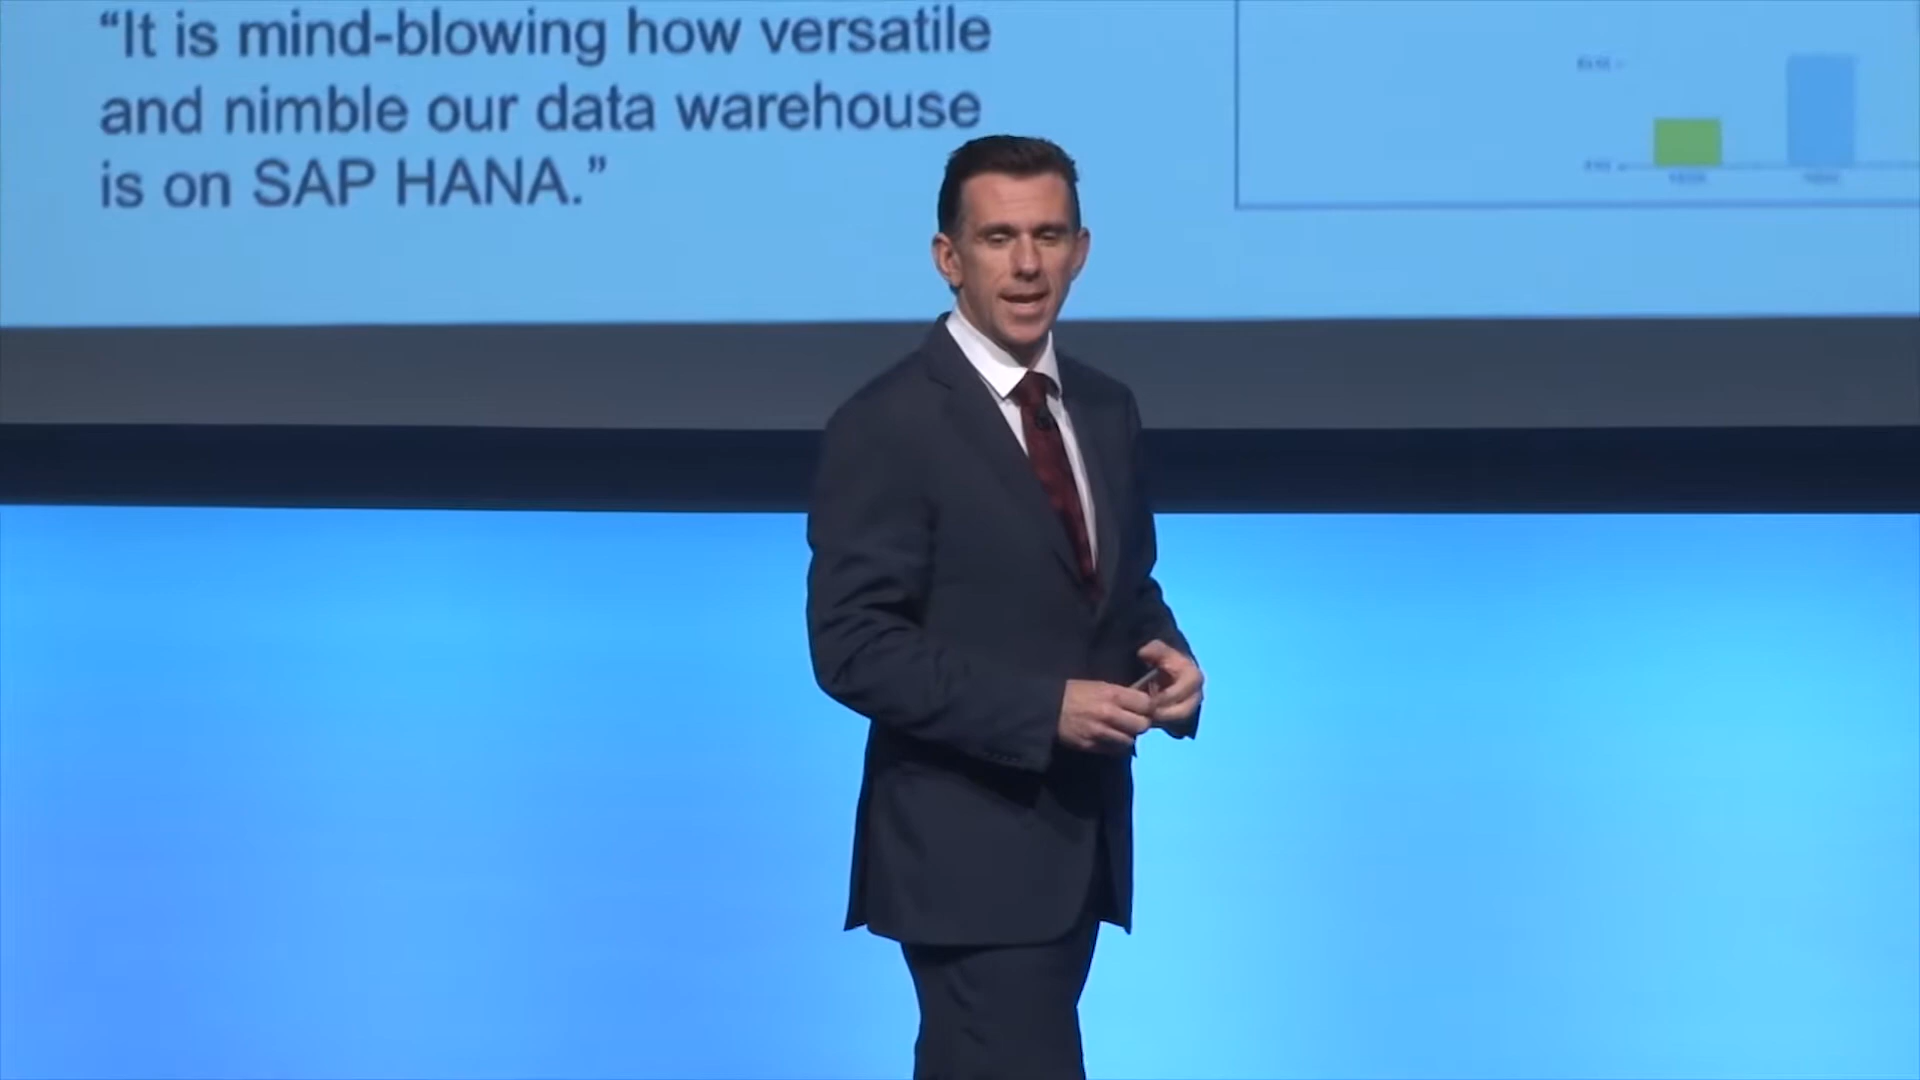 “It is mind-blowing how versatile
and nimble our data warehouse
is on SAP HANA.”